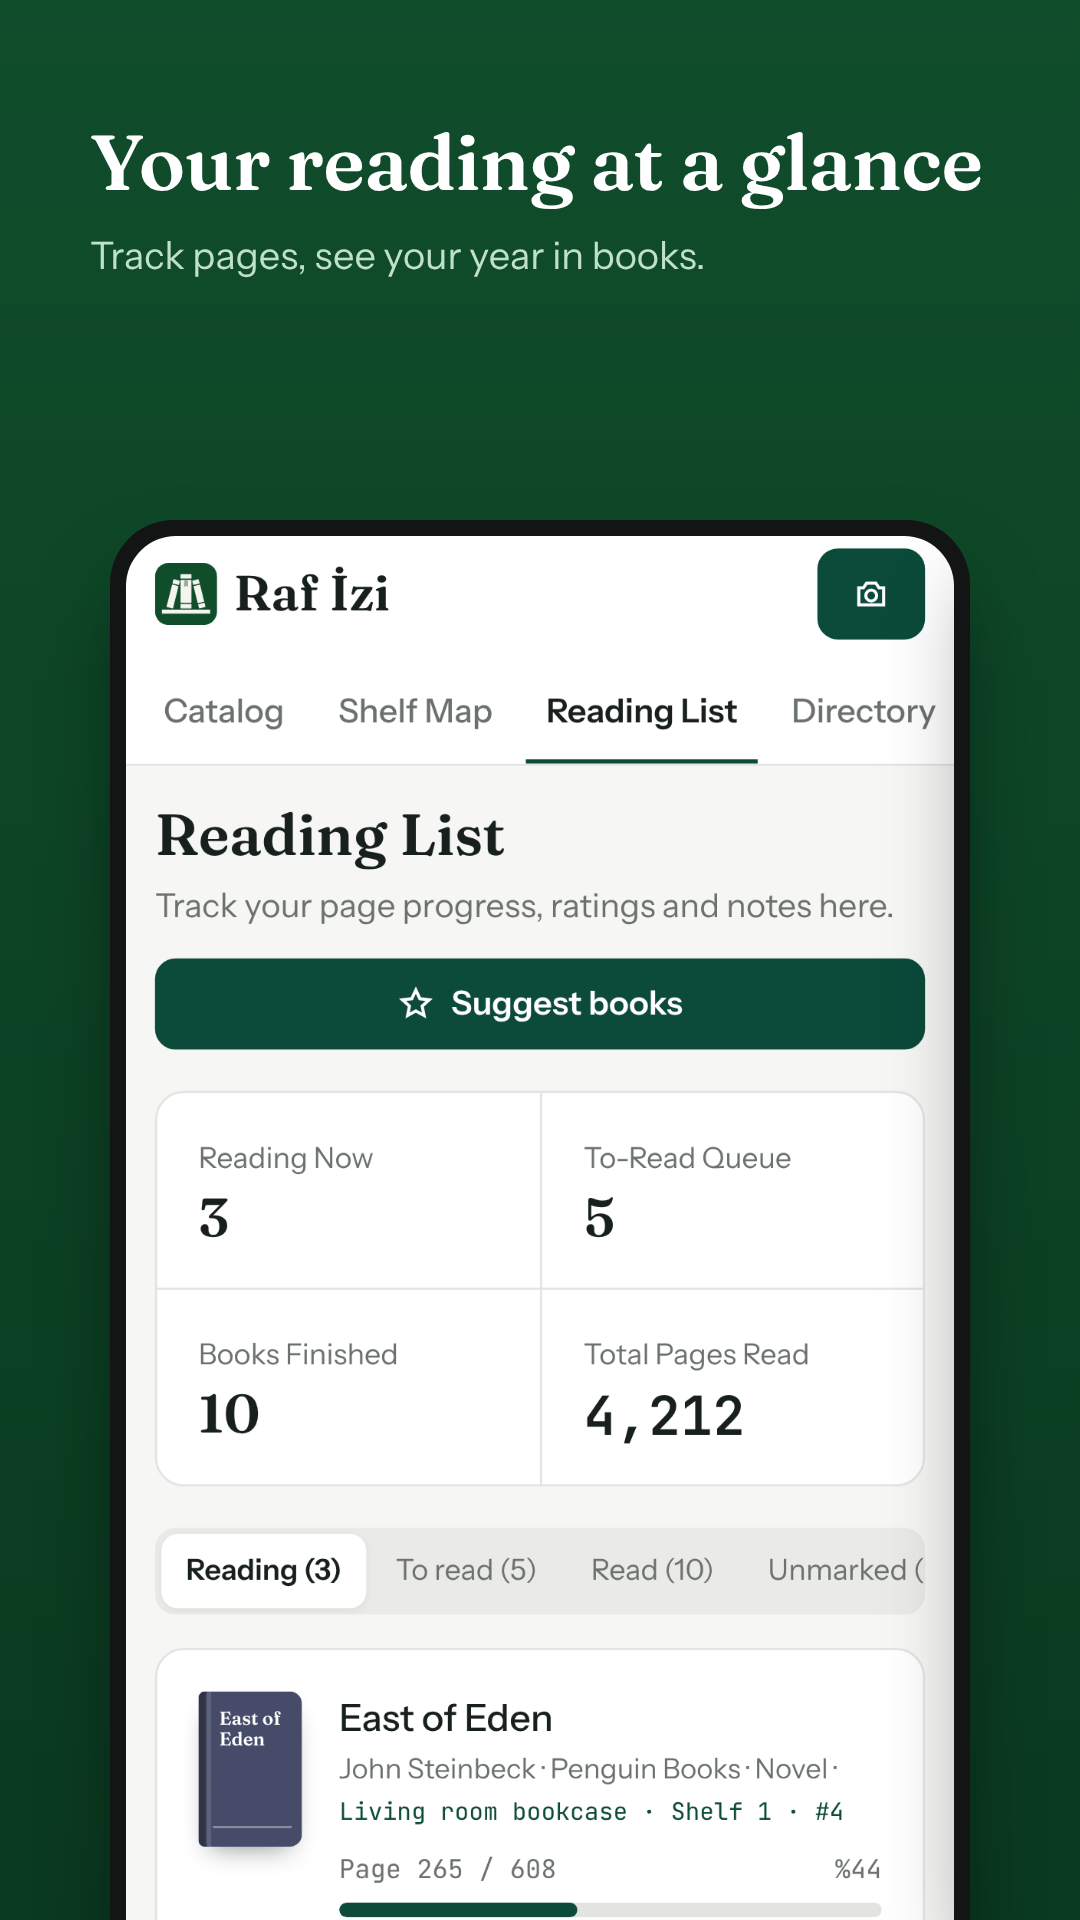 Your reading at a glance
Track pages, see your year in books.
Raf İzi
Catalog
Shelf Map
Reading List
Directory
Reading List
Track your page progress, ratings and notes here.
Suggest books
Reading Now
3
To-Read Queue
5
Books Finished
10
Total Pages Read
4,212
Reading (3)
To read (5)
Read (10)
Unmarked (
East of
Eden
East of Eden
John Steinbeck · Penguin Books · Novel ·
Living room bookcase · Shelf 1 · #4
Page 265 / 608
%44